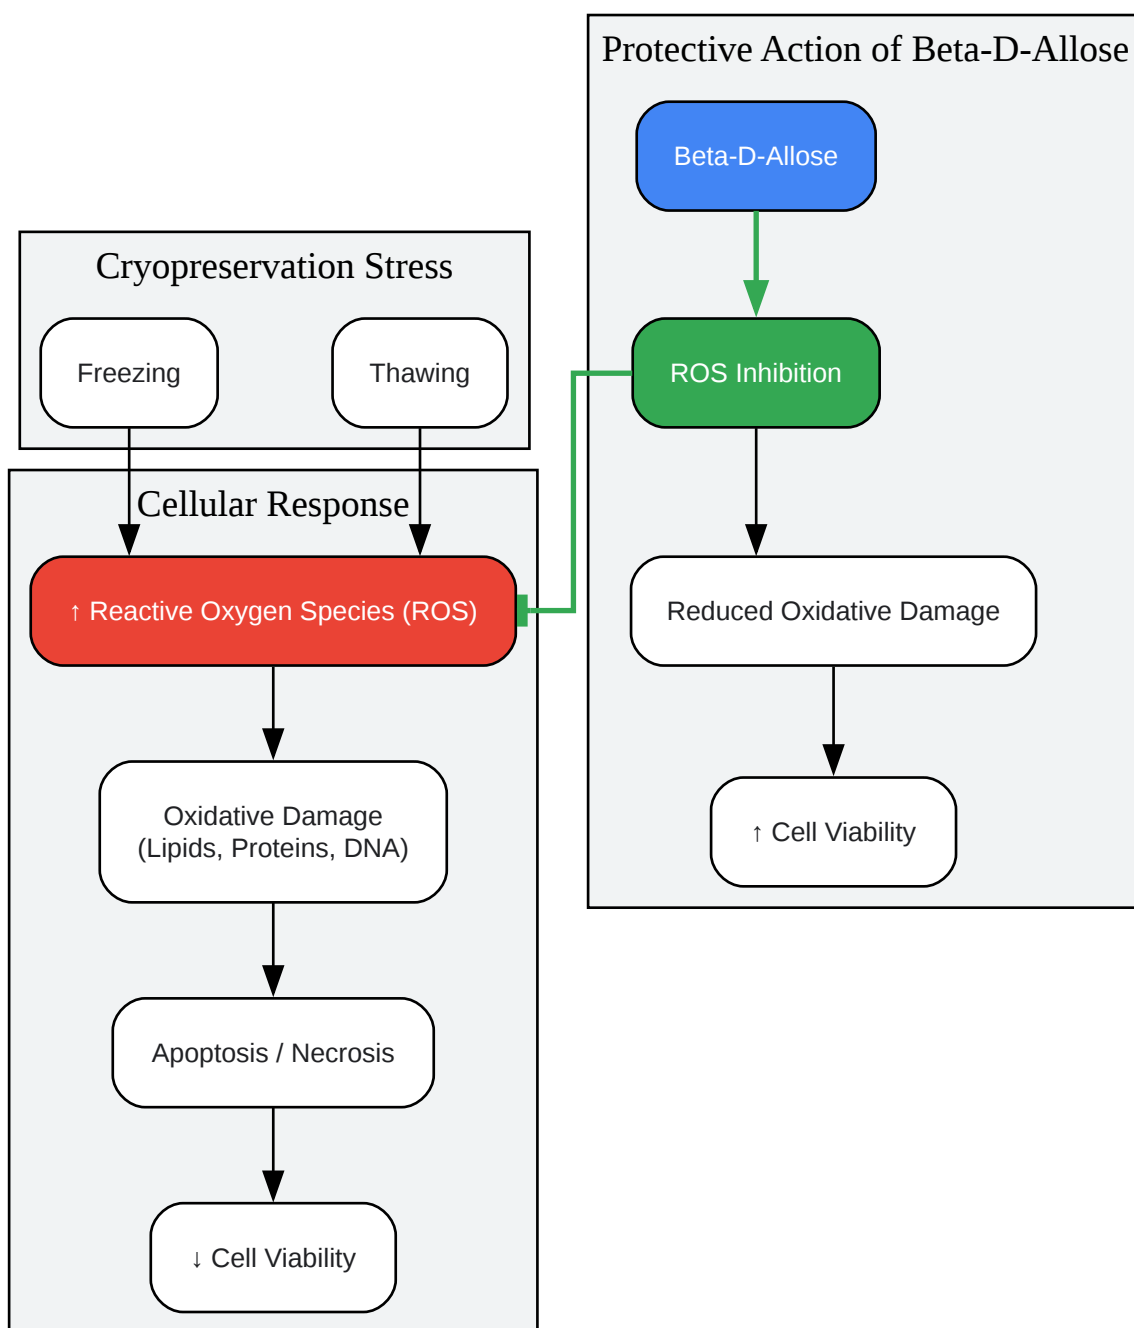 Protective Action of Beta-D-Allose
Beta-D-Allose
ROS Inhibition
Reduced Oxidative Damage
↑ Cell Viability
Cryopreservation Stress
Freezing
Thawing
Cellular Response
↑ Reactive Oxygen Species (ROS)
Oxidative Damage
(Lipids, Proteins, DNA)
Apoptosis / Necrosis
↓ Cell Viability